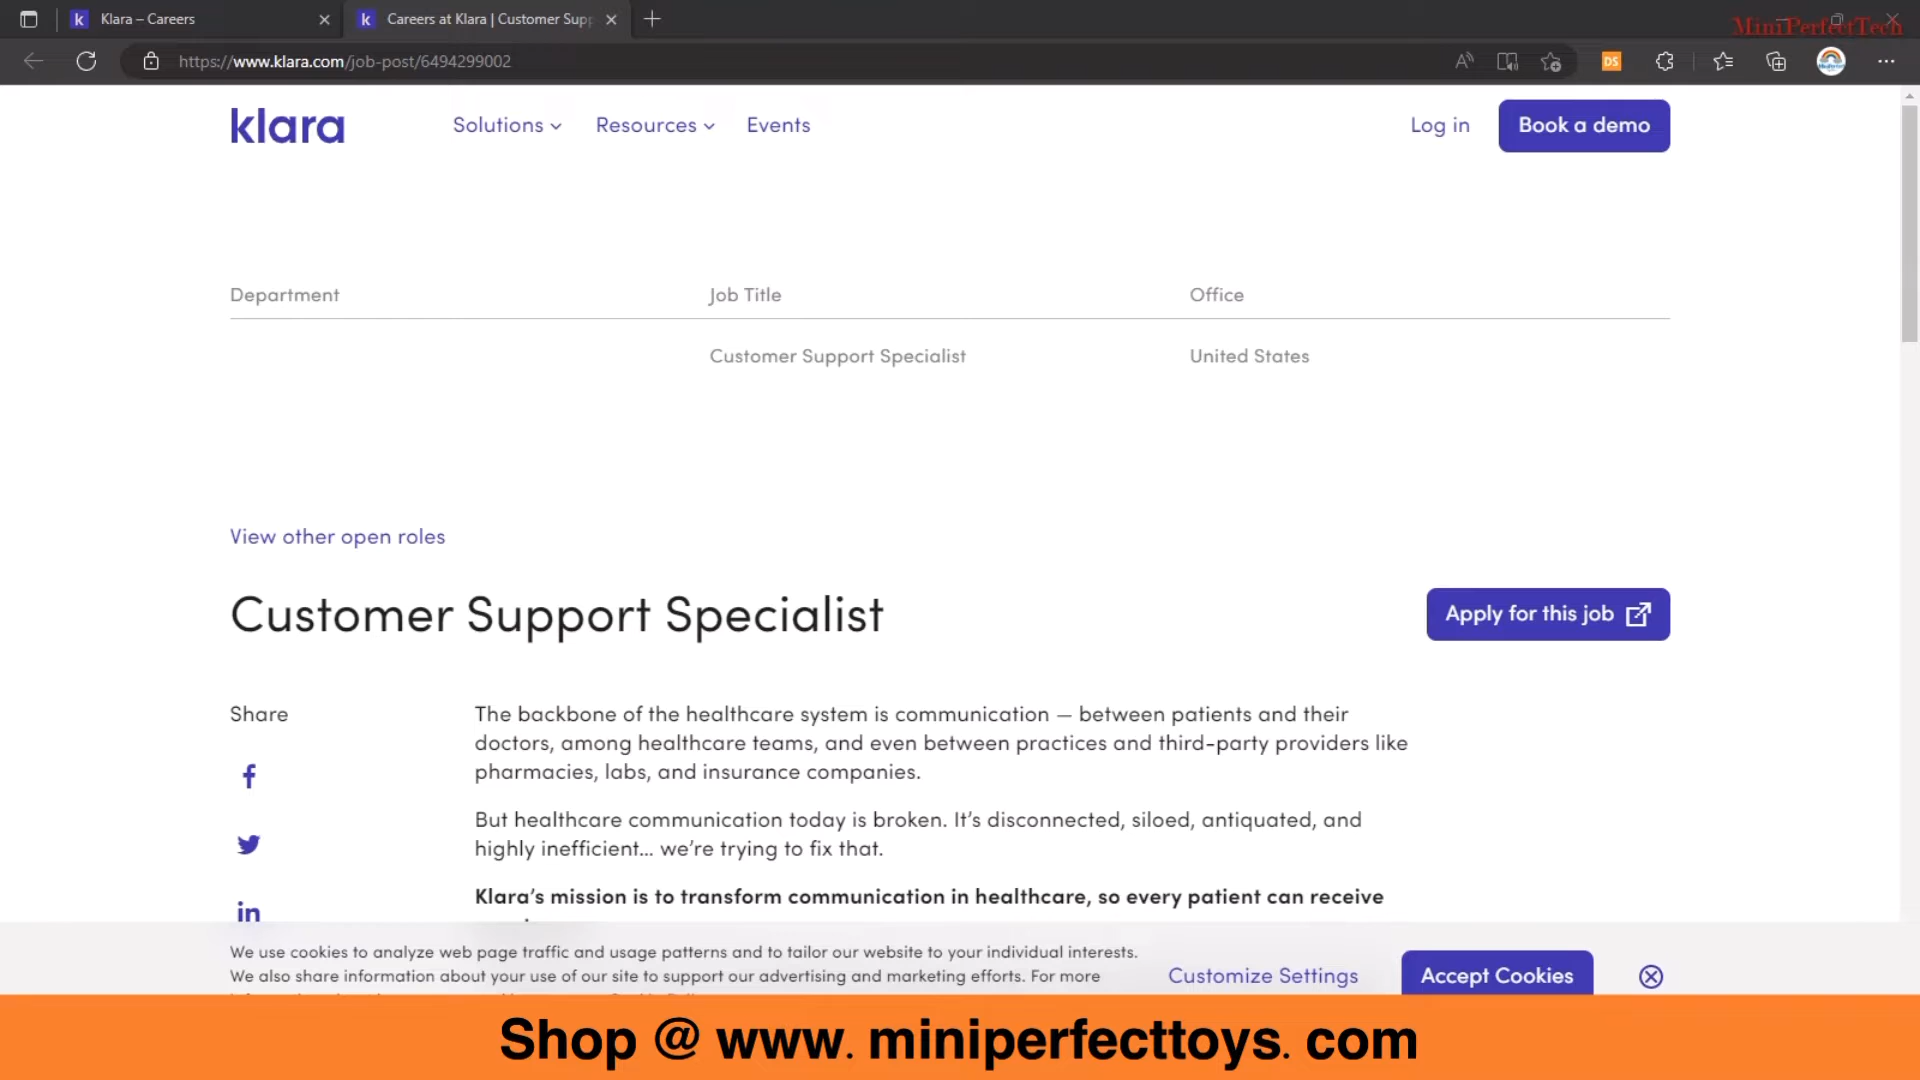 Klara – Careers
Careers at Klara | Customer Supp
MiniPerfectTech
https://www.klara.com/job-post/6494299002
DS
klara
Solutions
Resources
Events
Log in
Book a demo
Department
Job Title
Office
Customer Support Specialist
United States
View other open roles
Customer Support Specialist
Apply for this job
Share
The backbone of the healthcare system is communication — between patients and their
doctors, among healthcare teams, and even between practices and third-party providers like
pharmacies, labs, and insurance companies.
But healthcare communication today is broken. It's disconnected, siloed, antiquated, and
highly inefficient... we're trying to fix that.
Klara's mission is to transform communication in healthcare, so every patient can receive
We use cookies to analyze web page traffic and usage patterns and to tailor our website to your individual interests.
We also share information about your use of our site to support our advertising and marketing efforts. For more
Customize Settings
Accept Cookies
Shop @ www. miniperfecttoys. com